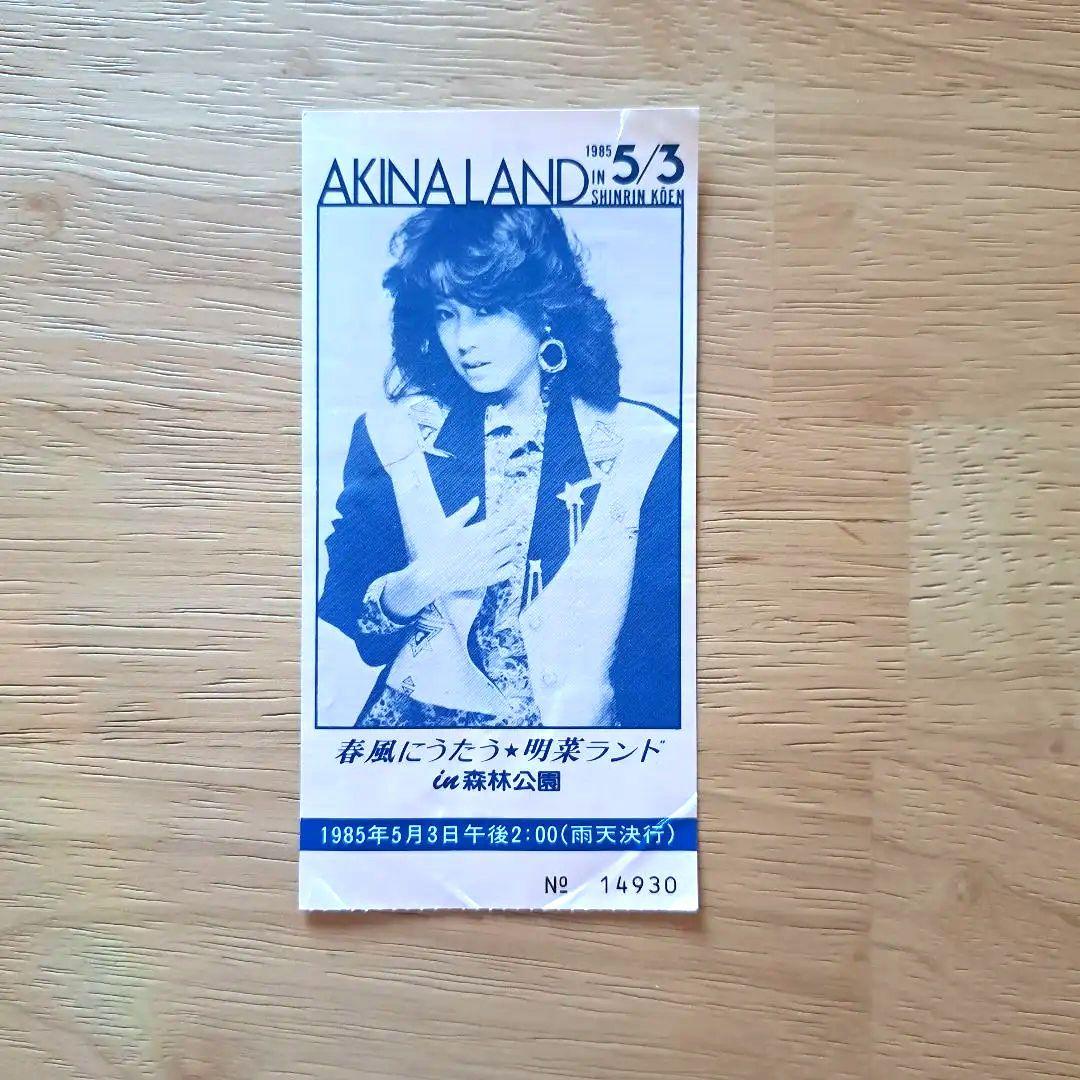 AKINA LAND
1985 5/3
IN SHINRIN KŌEN
春風にうたう★明菜ランド
in森林公園
1985年5月3日午後2:00(雨天決行)
№ 14930